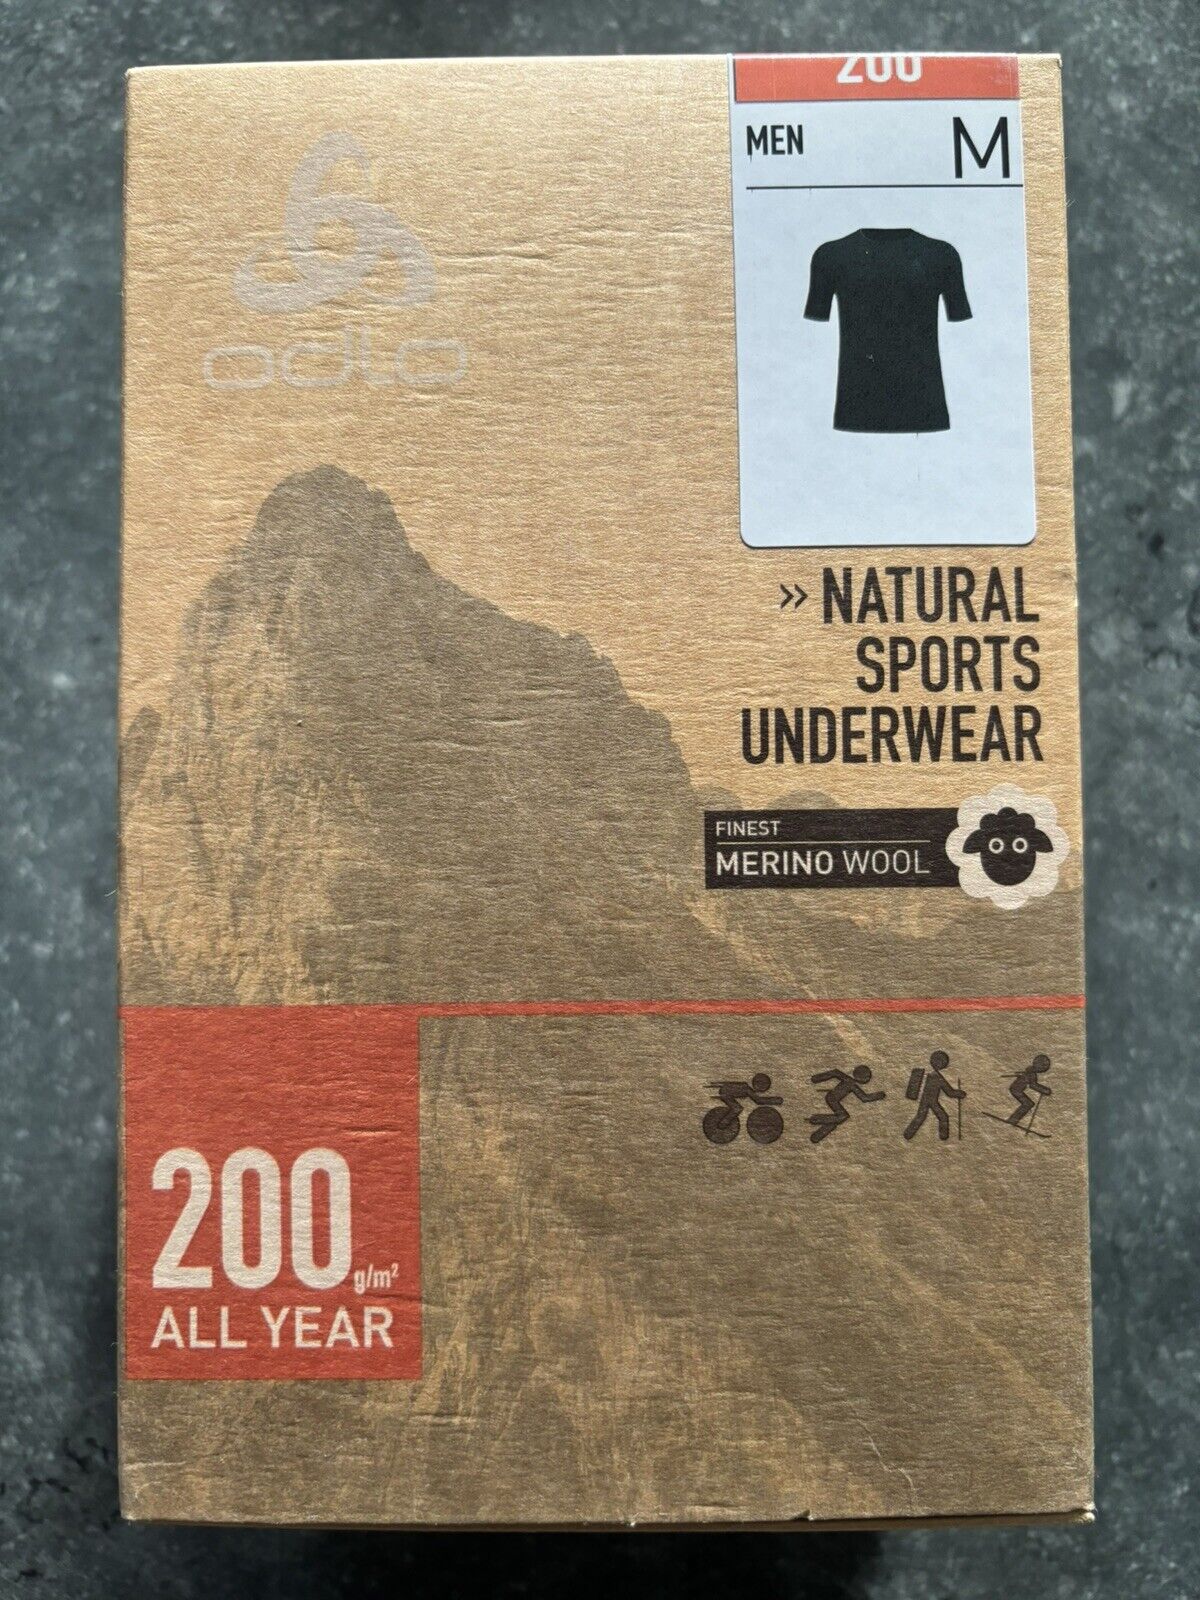 200
MEN M
odlo
» NATURAL
SPORTS
UNDERWEAR
FINEST
MERINO WOOL
200 g/m²
ALL YEAR